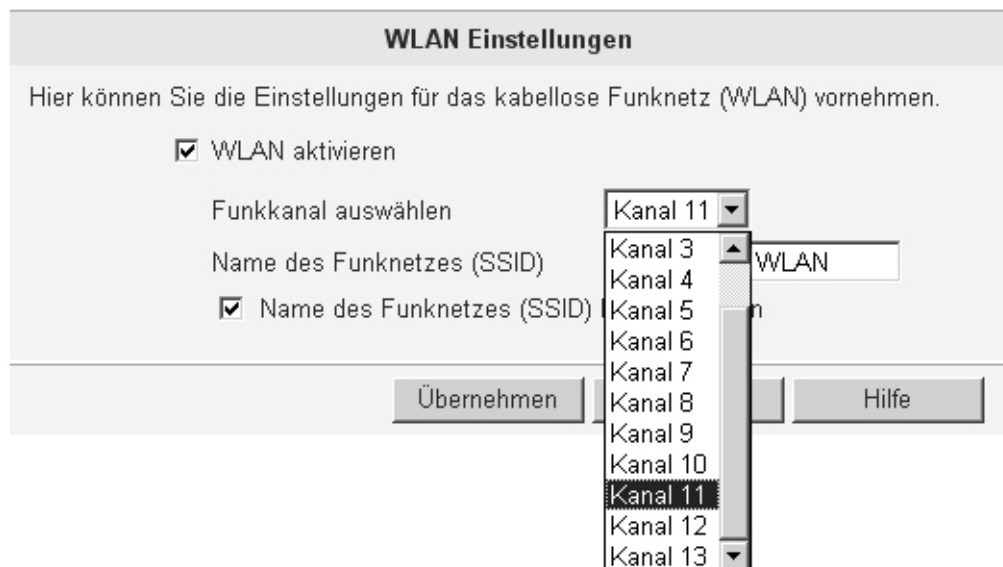 WLAN Einstellungen
Hier können Sie die Einstellungen für das kabellose Funknetz (WLAN) vornehmen.
WLAN aktivieren
Funkkanal auswählen Kanal 11
Name des Funknetzes (SSID) WLAN
Name des Funknetzes (SSID)
Kanal 3
Kanal 4
Kanal 5
Kanal 6
Kanal 7
Kanal 8
Kanal 9
Kanal 10
Kanal 11
Kanal 12
Kanal 13
Übernehmen Hilfe